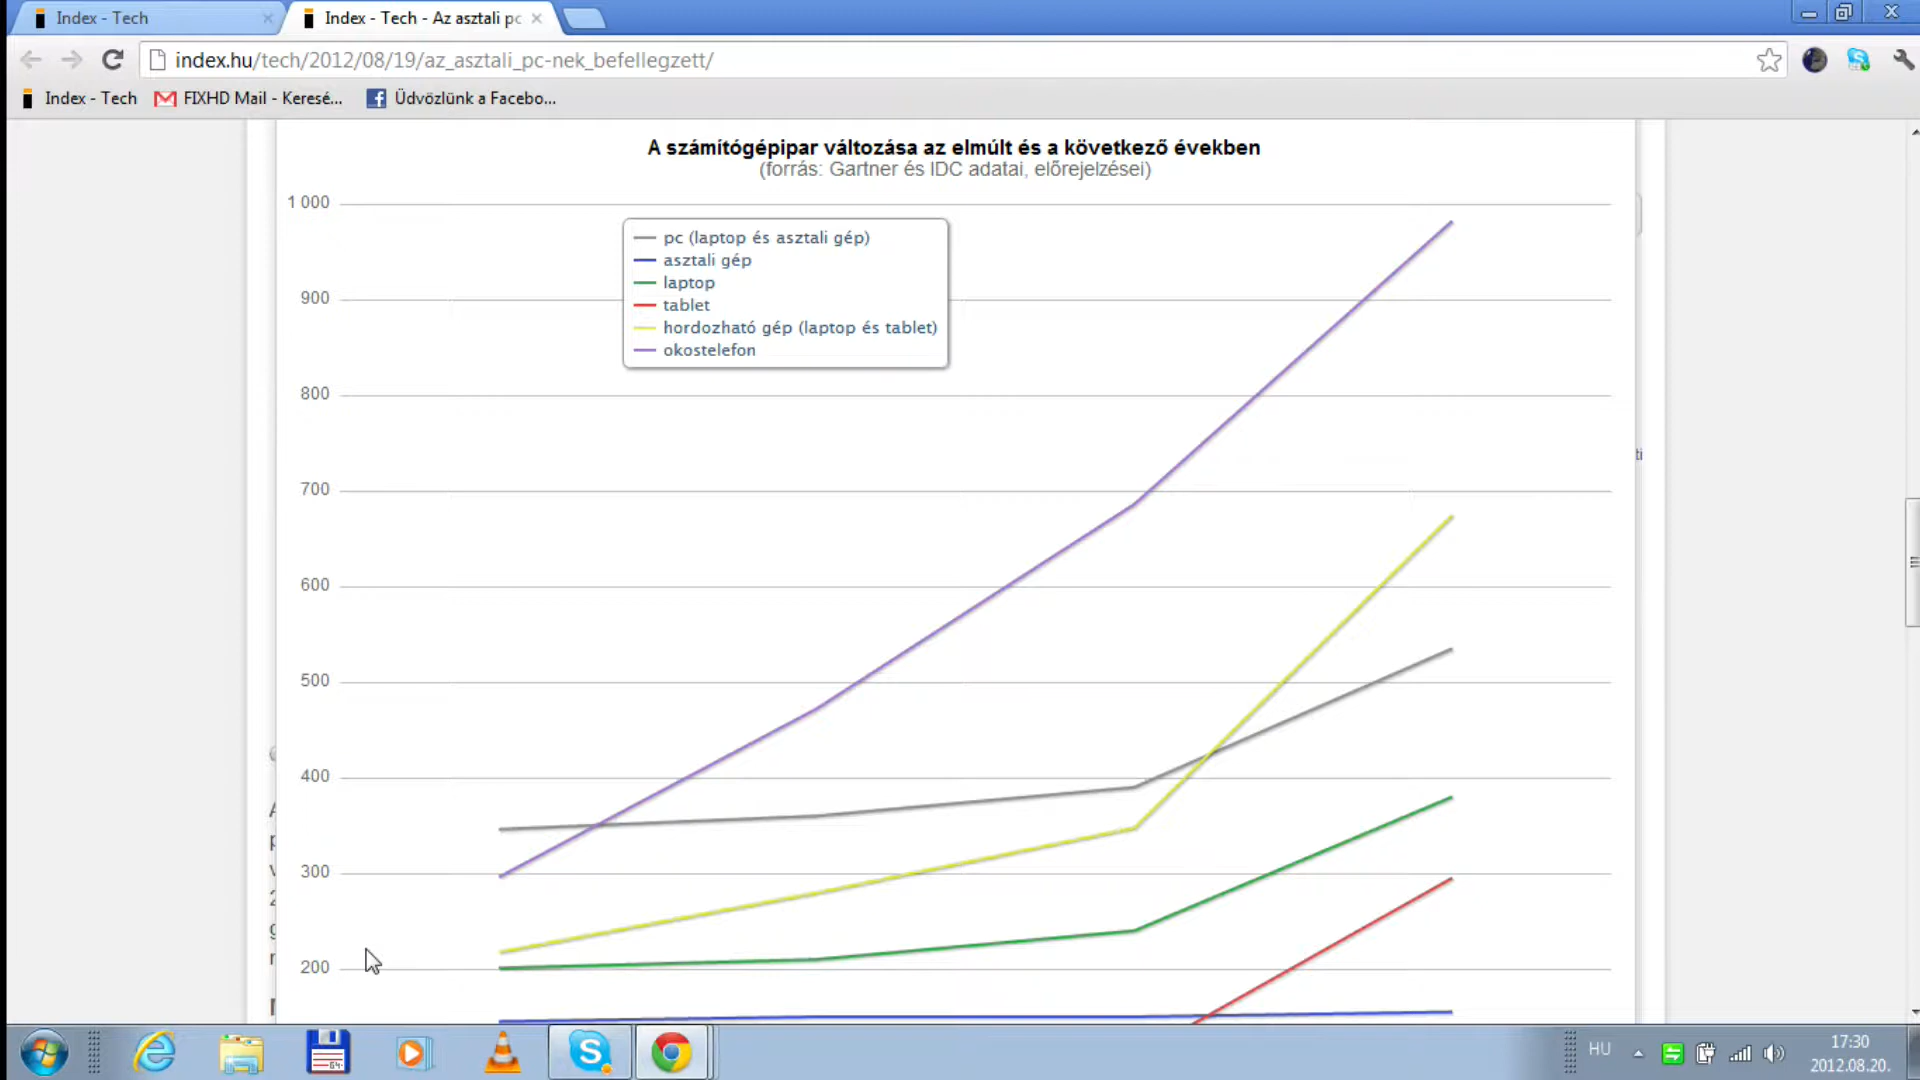 Index - Tech
Index - Tech - Az asztali pc
index.hu/tech/2012/08/19/az_asztali_pc-nek_befellegzett/
Index - Tech
FIXHD Mail - Keresé...
Üdvözlünk a Facebo...
A számítógépipar változása az elmúlt és a következő években
(forrás: Gartner és IDC adatai, előrejelzései)
1 000
pc (laptop és asztali gép)
asztali gép
laptop
tablet
hordozható gép (laptop és tablet)
okostelefon
900
800
700
600
500
400
300
200
ti
HU
17:30
2012.08.20.